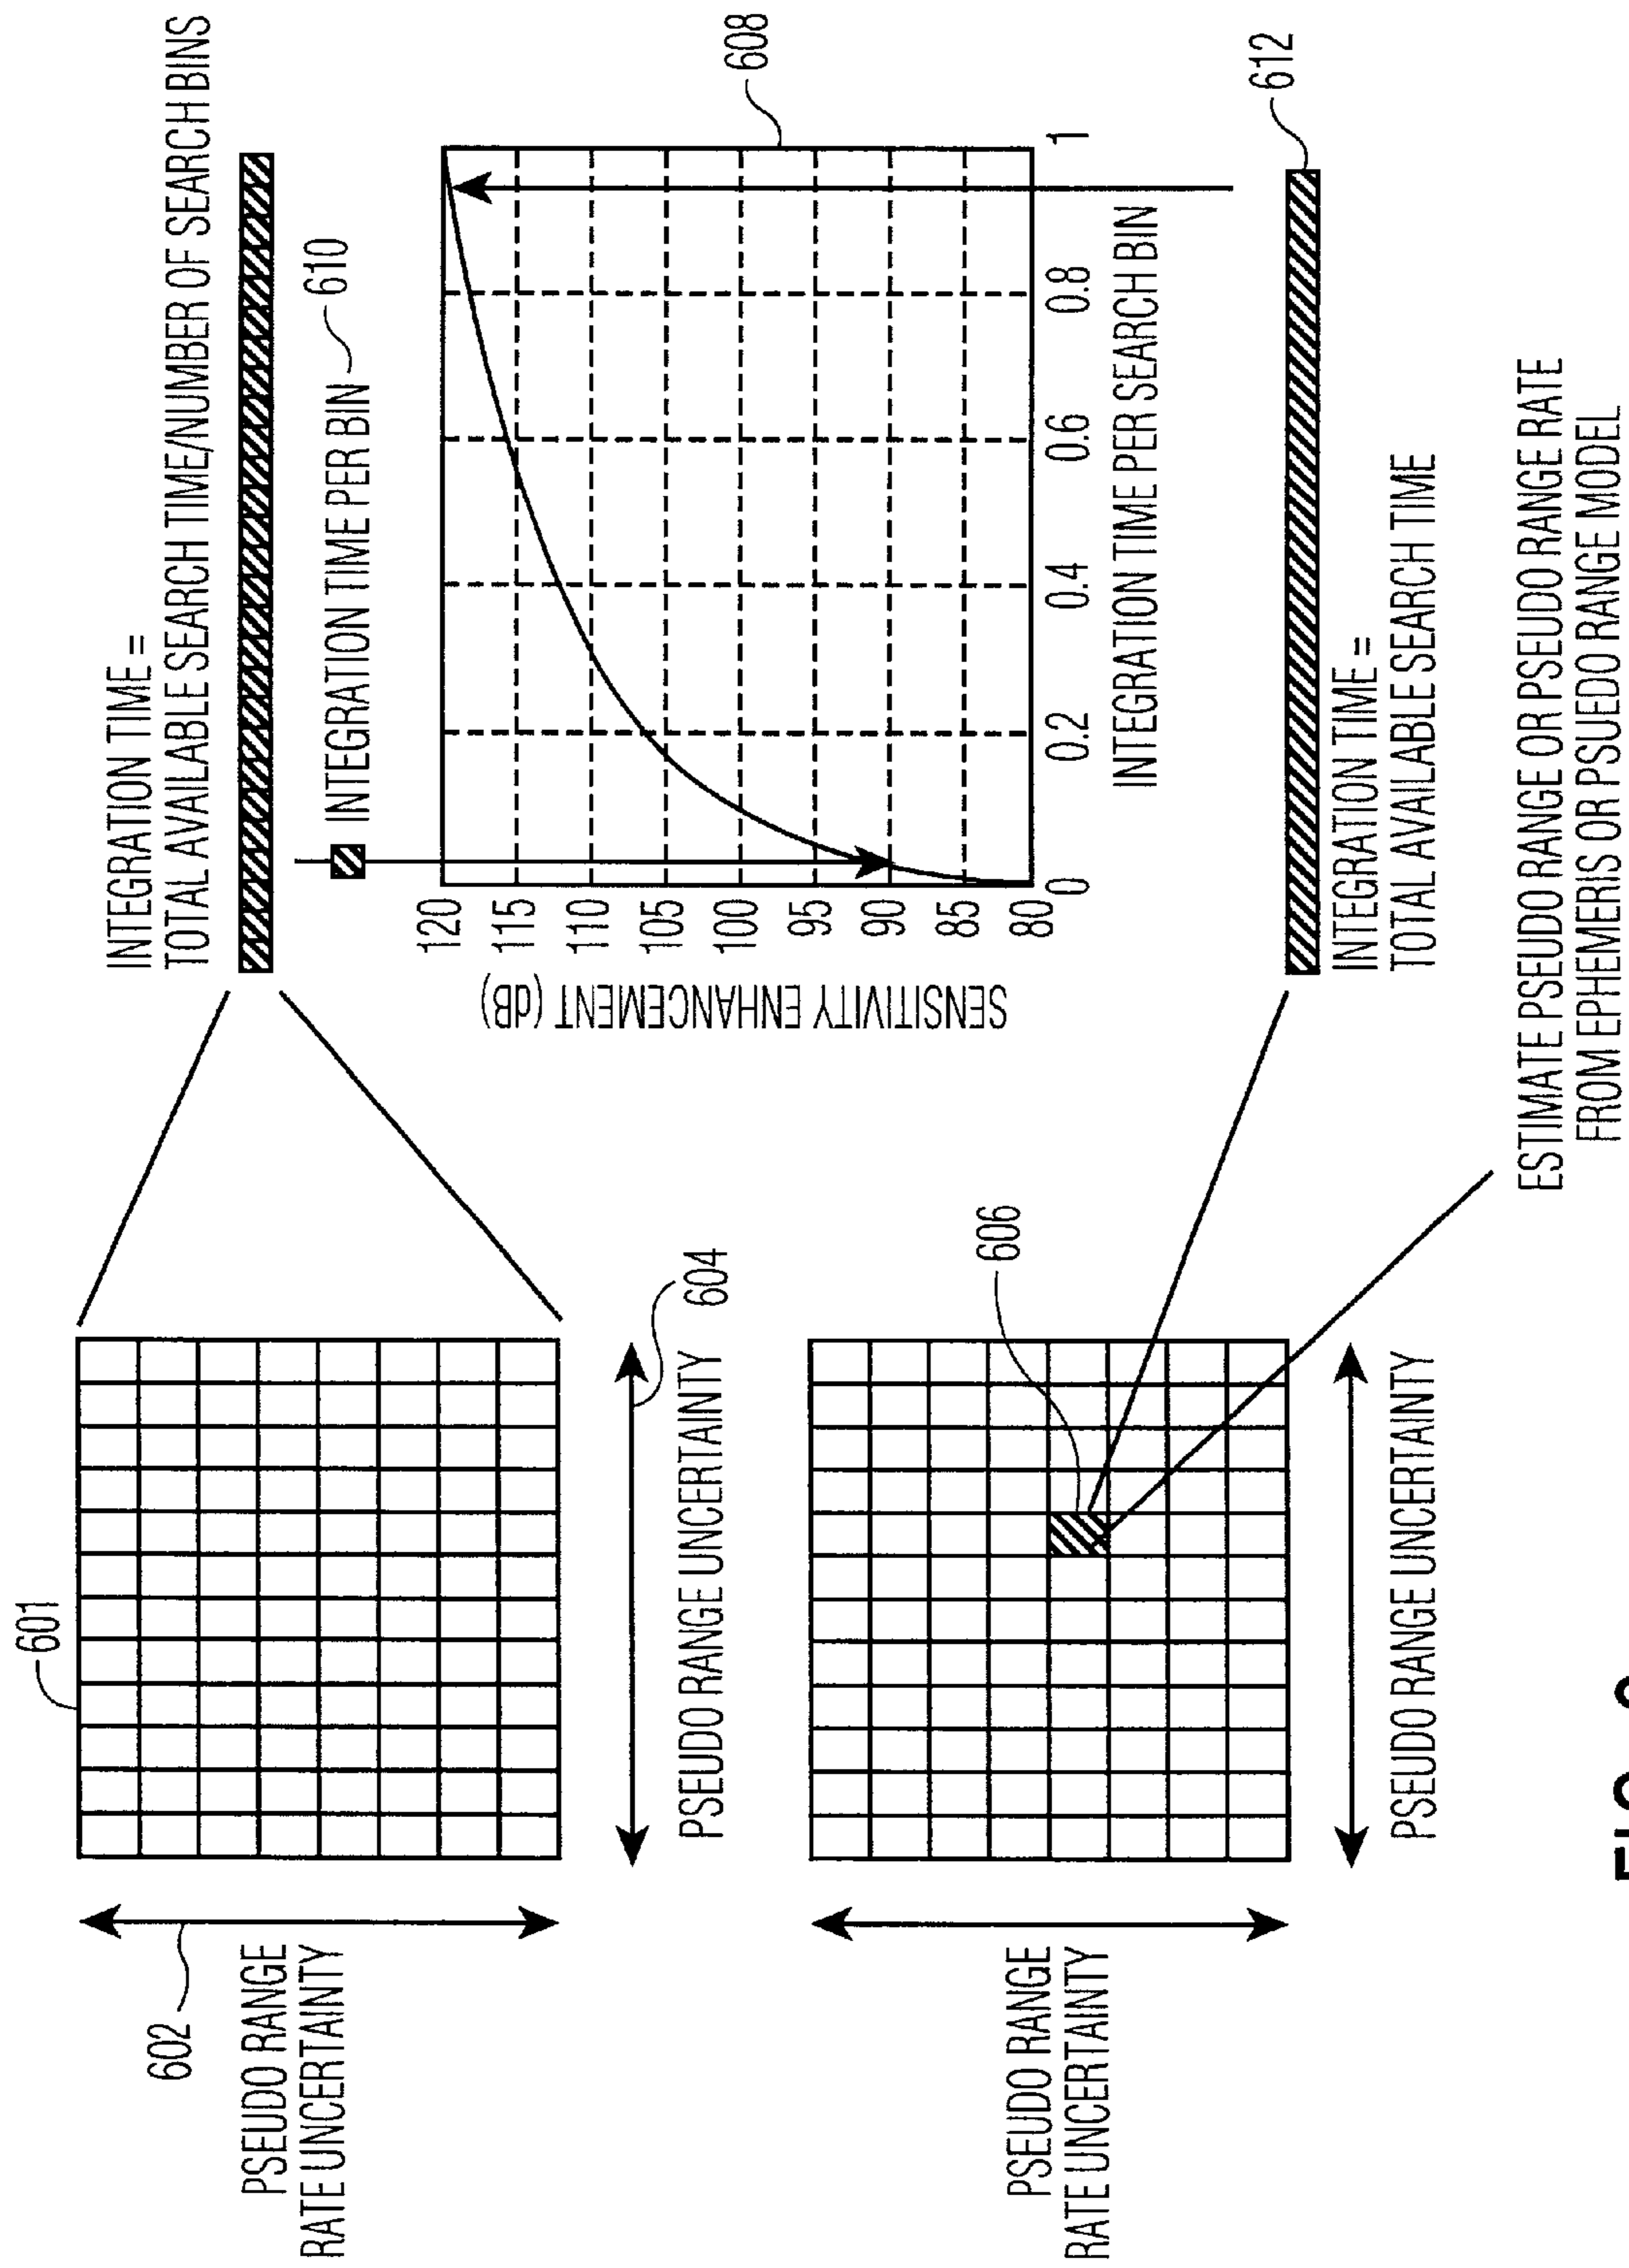 601
602
PSEUDO RANGE
RATE UNCERTAINTY
PSEUDO RANGE UNCERTAINTY
604
INTEGRATION TIME =
TOTAL AVAILABLE SEARCH TIME/NUMBER OF SEARCH BINS
INTEGRATION TIME PER BIN
610
SENSITIVITY ENHANCEMENT (dB)
120
115
110
105
100
95
90
85
80
0
0.2
0.4
0.6
0.8
1
INTEGRATION TIME PER SEARCH BIN
608
PSEUDO RANGE
RATE UNCERTAINTY
606
PSEUDO RANGE UNCERTAINTY
612
INTEGRATION TIME =
TOTAL AVAILABLE SEARCH TIME
ESTIMATE PSEUDO RANGE OR PSEUDO RANGE RATE
FROM EPHEMERIS OR PSUEDO RANGE MODEL